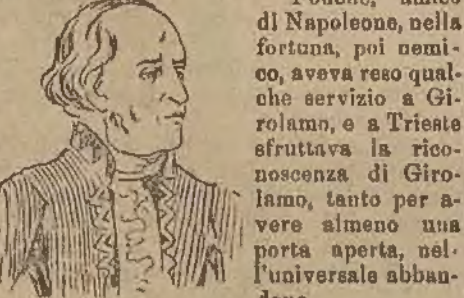 di Napoleone, nella
fortuna, poi nemi-
co, aveva reso qual-
che servizio a Gi-
rolamo, e a Trieste
sfruttava la rico-
noscenza di Giro-
lamo, tanto per a-
vere almeno una
porta aperta, nel-
l'universale abban-